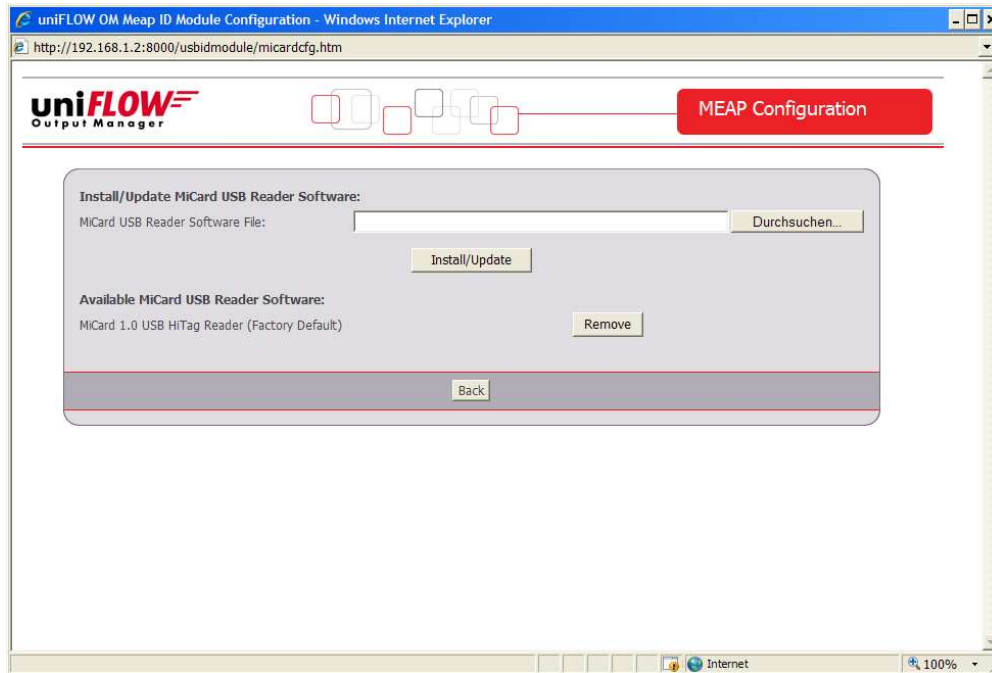 uniFLOW OM Meap ID Module Configuration - Windows Internet Explorer
http://192.168.1.2:8000/usbidmodule/micardcfg.htm
uniFLOW
Output Manager
MEAP Configuration
Install/Update MiCard USB Reader Software:
MiCard USB Reader Software File:
Durchsuchen...
Install/Update
Available MiCard USB Reader Software:
MiCard 1.0 USB HiTag Reader (Factory Default)
Remove
Back
Internet
100%